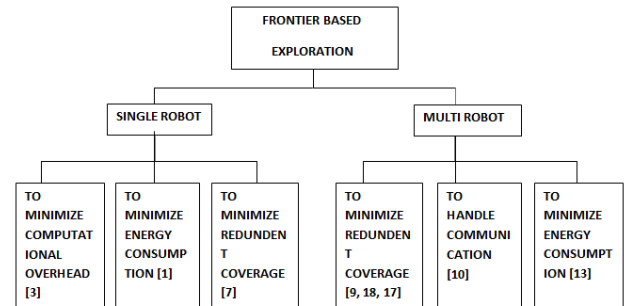 FRONTIER BASED
EXPLORATION
SINGLE ROBOT
MULTI ROBOT
TO
MINIMIZE
COMPUTAT
IONAL
OVERHEAD
[3]
TO
MINIMIZE
ENERGY
CONSUMP
TION [1]
TO
MINIMIZE
REDUNDEN
T
COVERAGE
[7]
TO
MINIMIZE
REDUNDEN
T
COVERAGE
[9, 18, 17]
TO
HANDLE
COMMUNI
CATION
[10]
TO
MINIMIZE
ENERGY
CONSUMPT
ION [13]